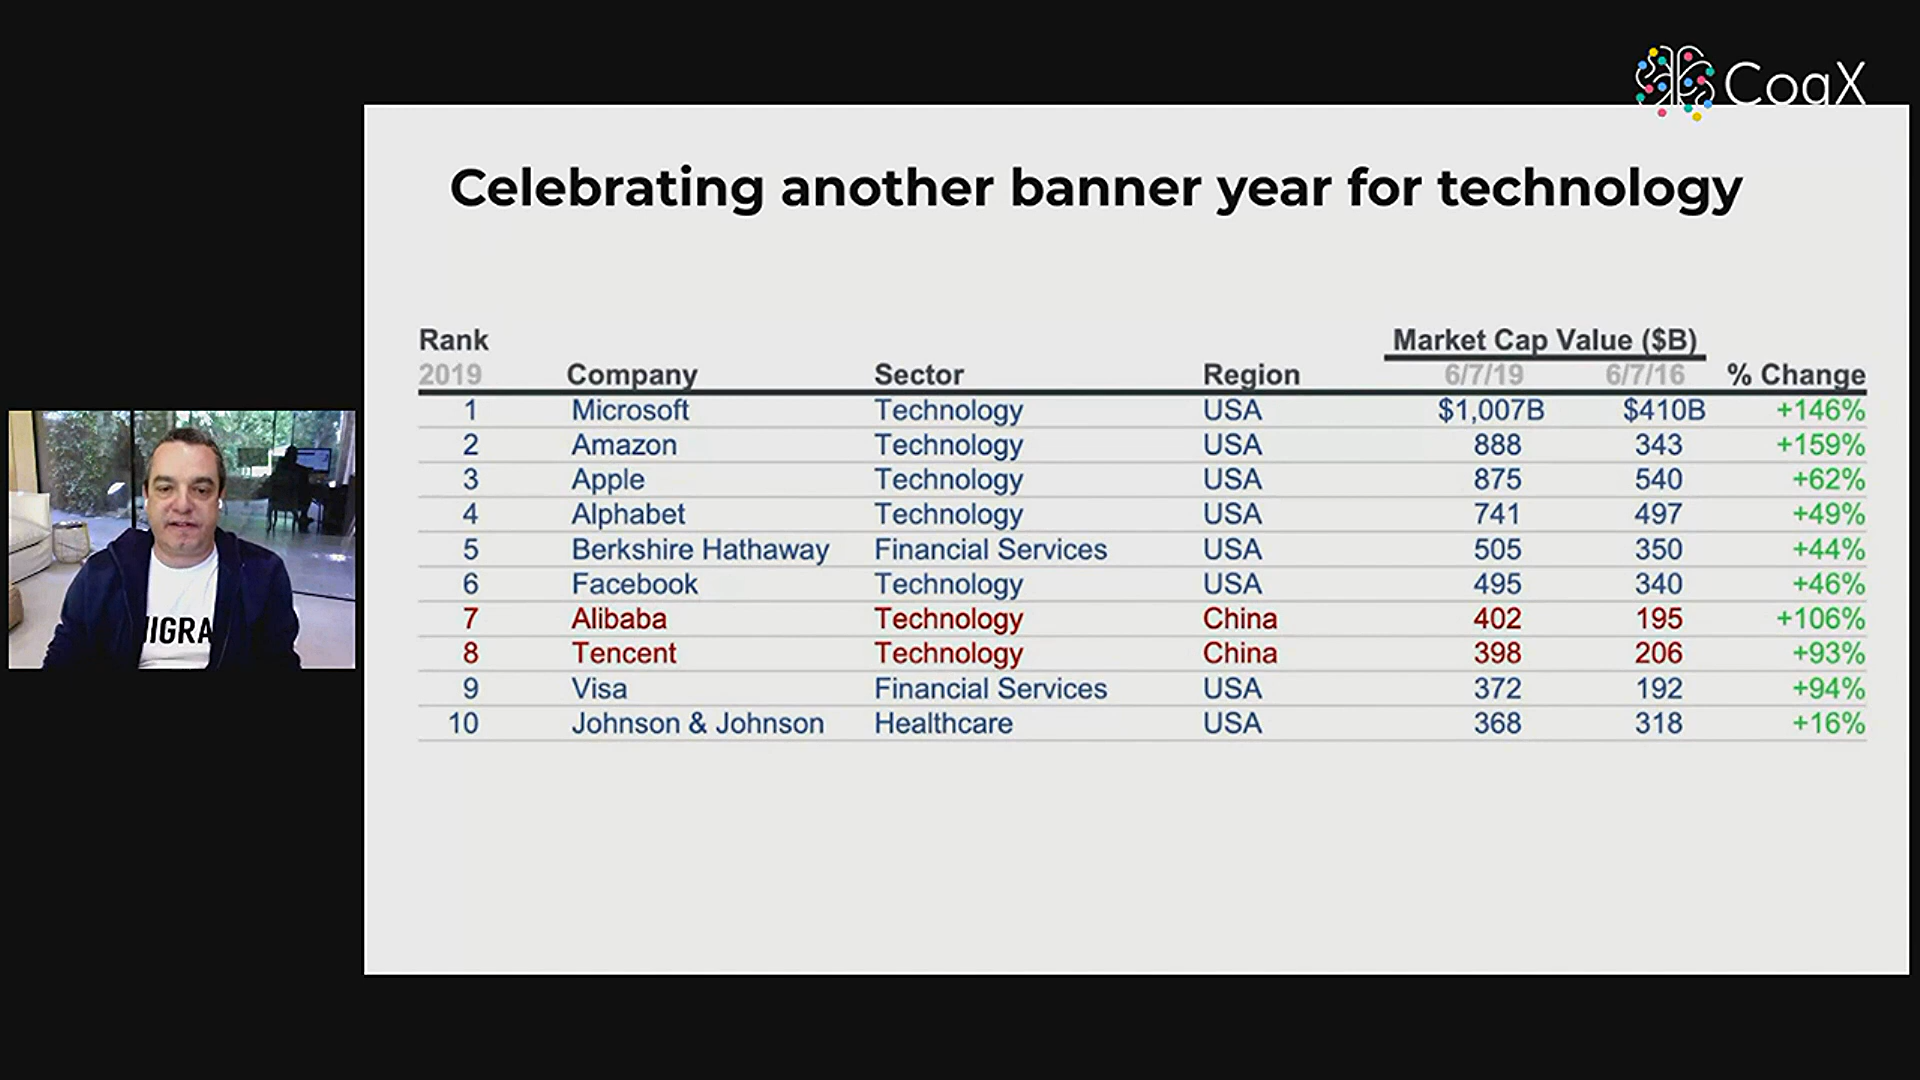 CogX
Celebrating another banner year for technology
Rank Market Cap Value ($B)
2019 Company Sector Region 6/7/19 6/7/16 % Change
1 Microsoft Technology USA $1,007B $410B +146%
2 Amazon Technology USA 888 343 +159%
3 Apple Technology USA 875 540 +62%
4 Alphabet Technology USA 741 497 +49%
5 Berkshire Hathaway Financial Services USA 505 350 +44%
6 Facebook Technology USA 495 340 +46%
7 Alibaba Technology China 402 195 +106%
8 Tencent Technology China 398 206 +93%
9 Visa Financial Services USA 372 192 +94%
10 Johnson & Johnson Healthcare USA 368 318 +16%
IGRA